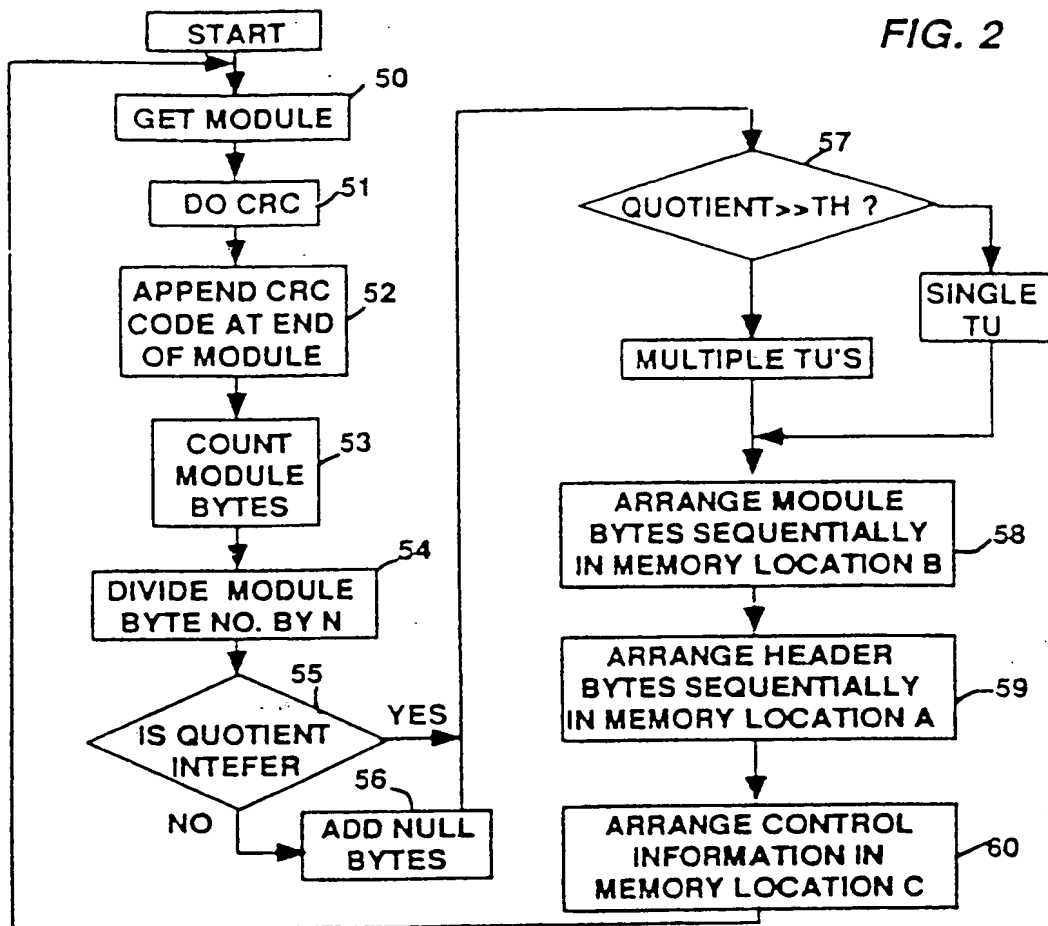 FIG. 2
START
50
GET MODULE
51
DO CRC
52
APPEND CRC
CODE AT END
OF MODULE
53
COUNT
MODULE
BYTES
54
DIVIDE MODULE
BYTE NO. BY N
55
IS QUOTIENT
INTEFER
YES
NO
56
ADD NULL
BYTES
57
QUOTIENT>>TH ?
SINGLE
TU
MULTIPLE TU'S
ARRANGE MODULE
BYTES SEQUENTIALLY
IN MEMORY LOCATION B
58
ARRANGE HEADER
BYTES SEQUENTIALLY
IN MEMORY LOCATION A
59
ARRANGE CONTROL
INFORMATION IN
MEMORY LOCATION C
60